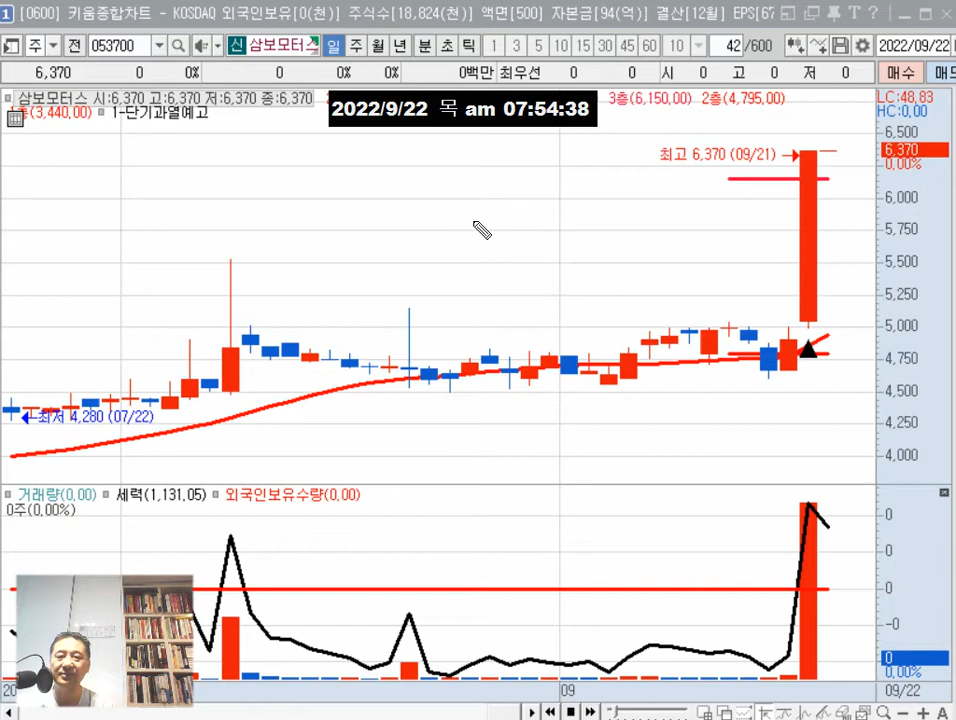 [0600] 키움종합차트 - KOSDAQ 외국인보유[0(천)] 주식수[18,824(천)] 액면[500] 자본금[94(억)] 결산[12월] EPS[67
주 전 053700 신 삼보모터스 일 주 월 년 분 초 틱 1 3 5 10 15 30 45 60 10 42 /600 2022/09/22
6,370 0 0% 0 0% 0% 0백만 최우선 0 0 시 0 고 0 저 0 매수 매도
삼보모터스 시:6,370 고:6,370 저:6,370 종:6,370 3층(6,150,00) 2층(4,795,00) LC:48,83
(3,440,00) 1-단기과열예고 HC:0,00
2022/9/22 목 am 07:54:38
6,500
최고 6,370 (09/21) 6,370
0,00%
6,000
5,750
5,500
5,250
5,000
4,750
4,500
최저 4,280 (07/22) 4,250
4,000
거래량(0,00) 세력(1,131,05) 외국인보유수량(0,00)
0주(0,00%)
0
0
0
-0
0
0,00%
20 09 09/22